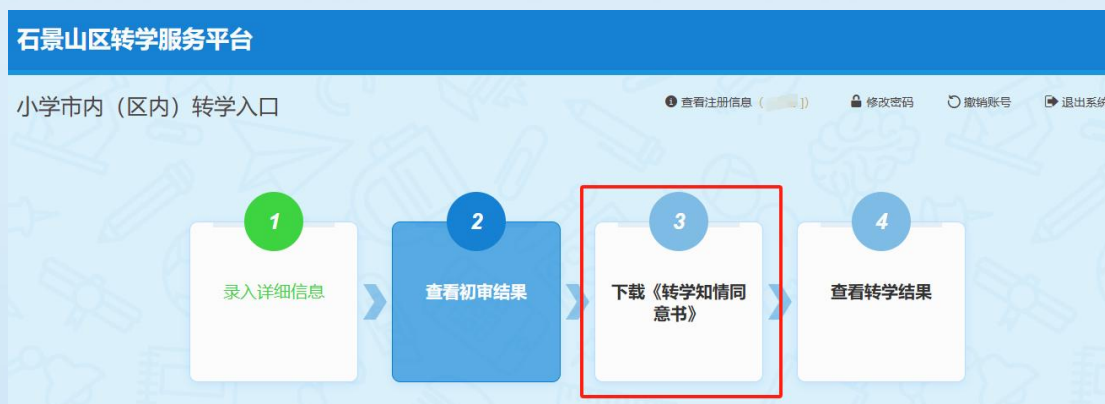 石景山区转学服务平台
小学市内（区内）转学入口
查看注册信息（ ]） 修改密码 撤销账号 退出系统
1 2 3 4
录入详细信息 查看初审结果 下载《转学知情同 查看转学结果
意书》